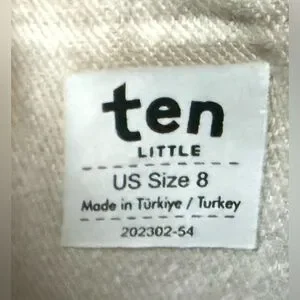 ten
LITTLE
US Size 8
Made in Türkiye / Turkey
202302-54